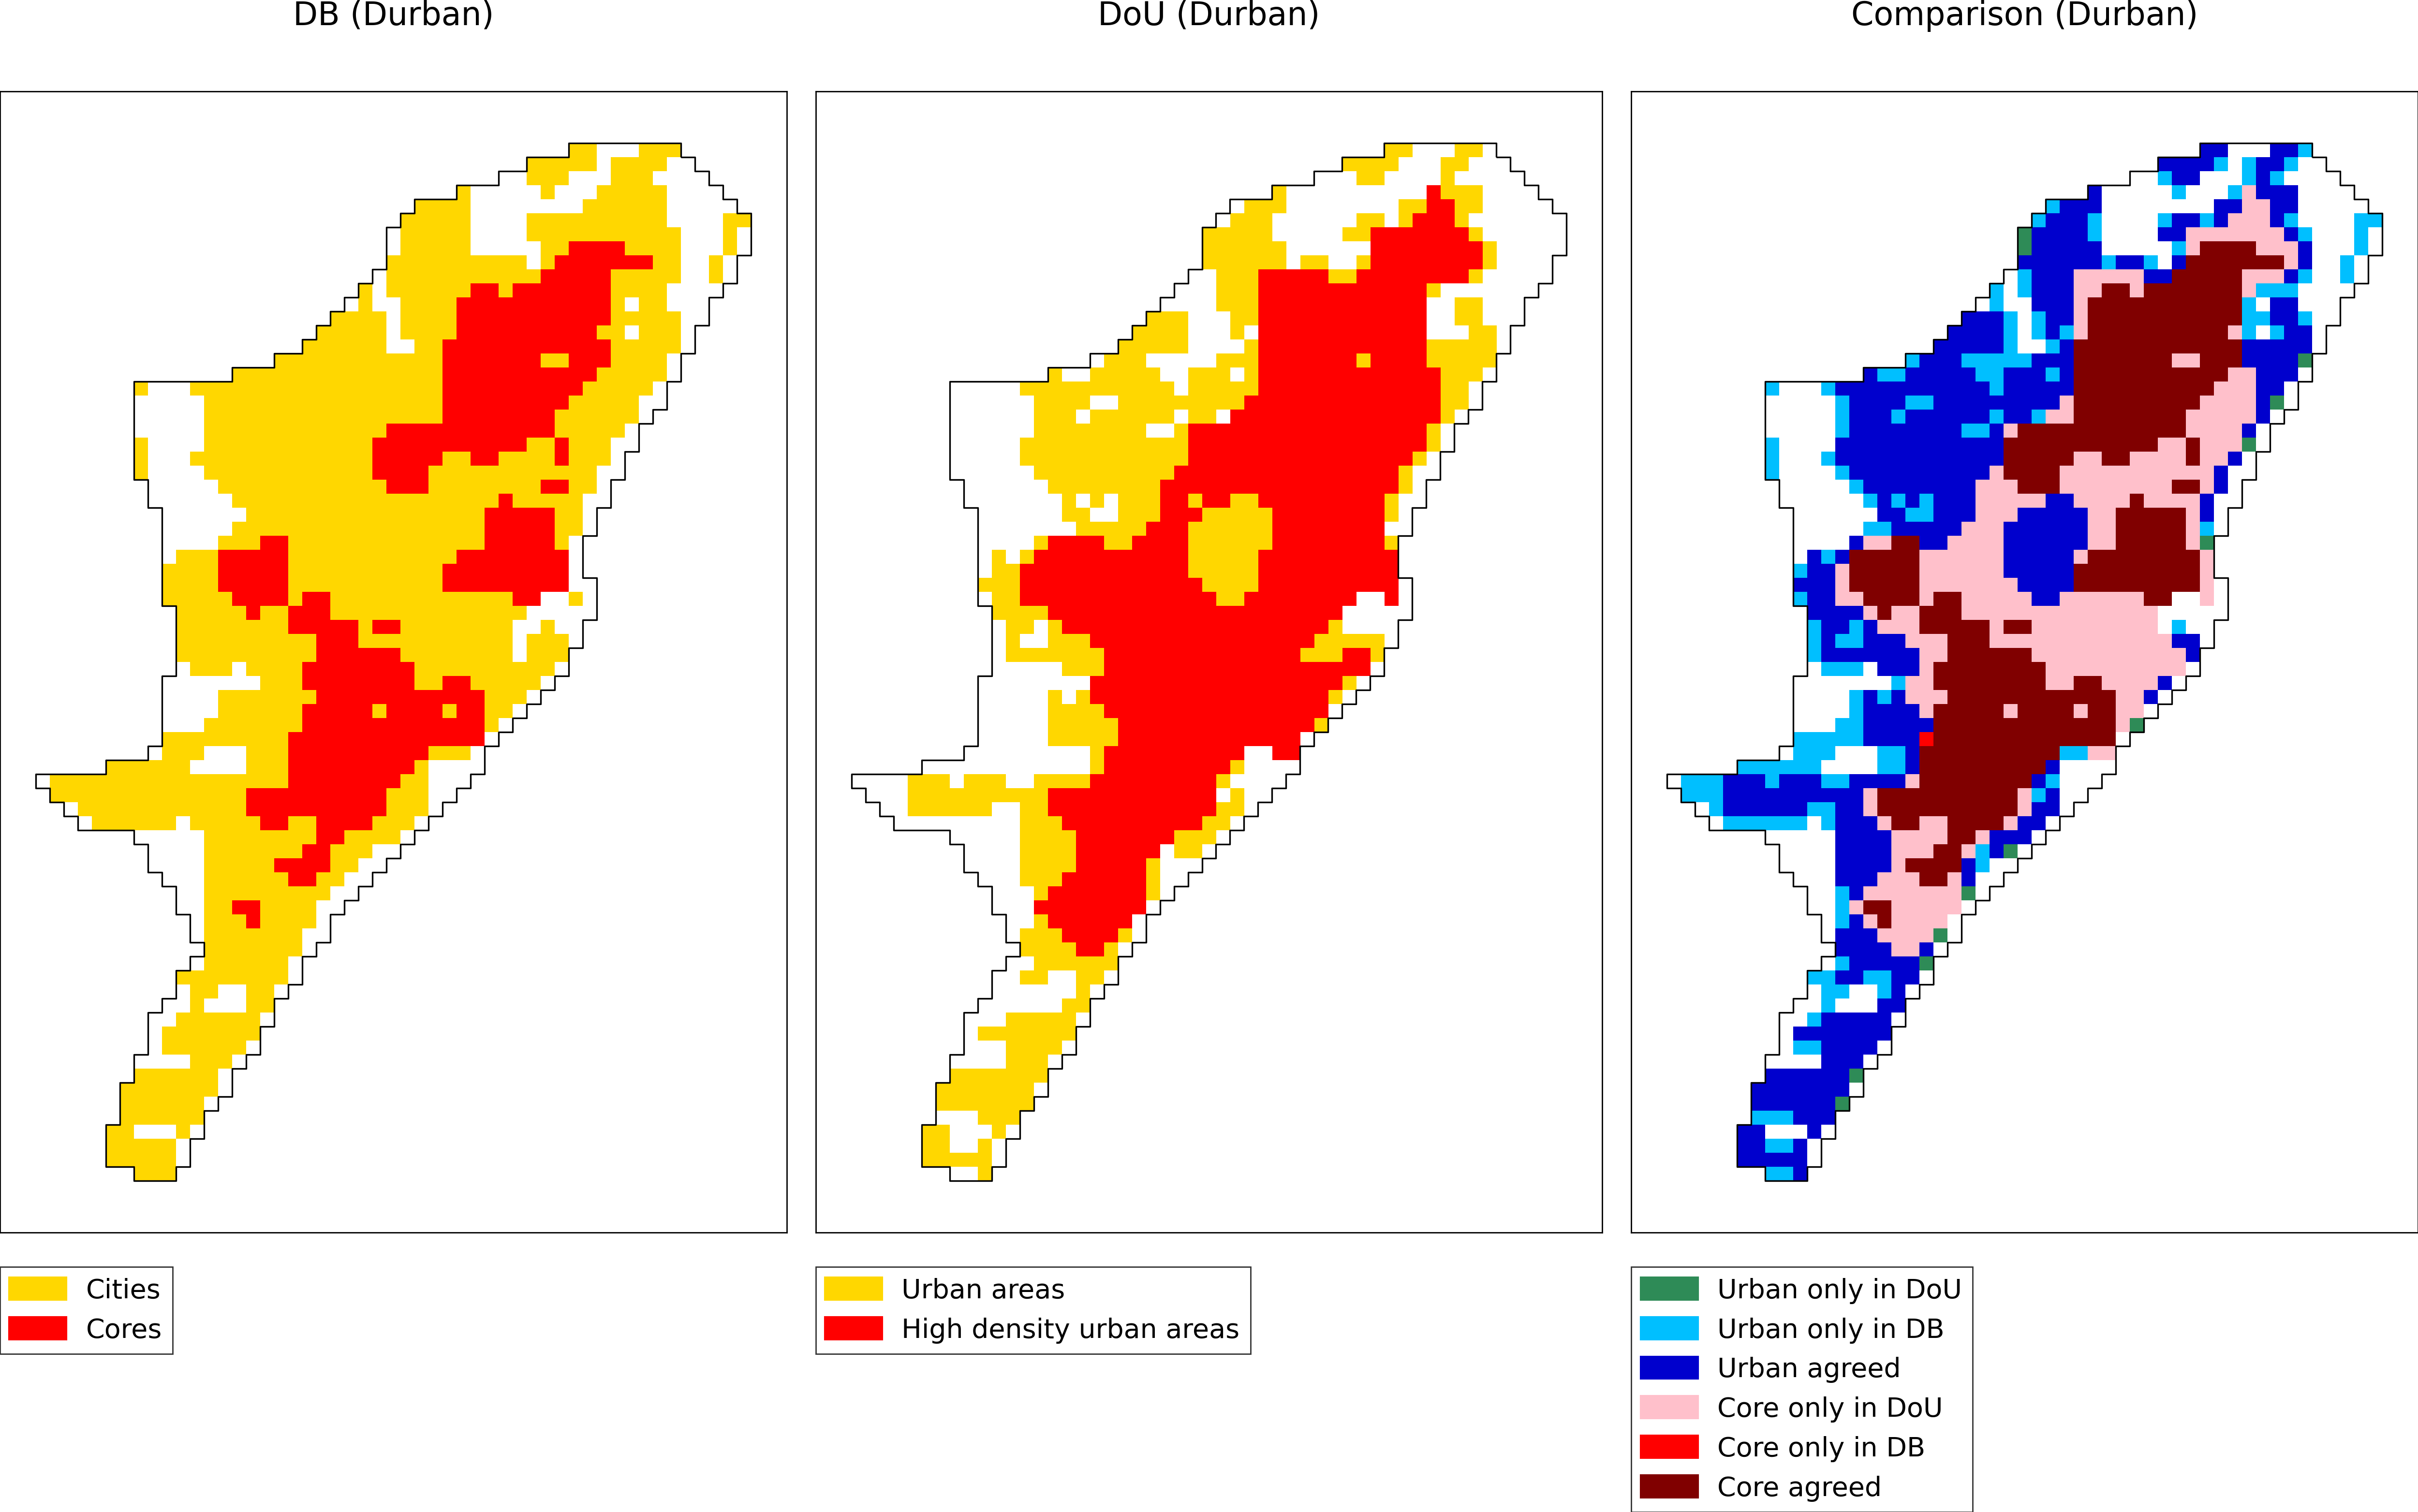 DB (Durban)
DoU (Durban)
Comparison (Durban)
Cities
Cores
Urban areas
High density urban areas
Urban only in DoU
Urban only in DB
Urban agreed
Core only in DoU
Core only in DB
Core agreed